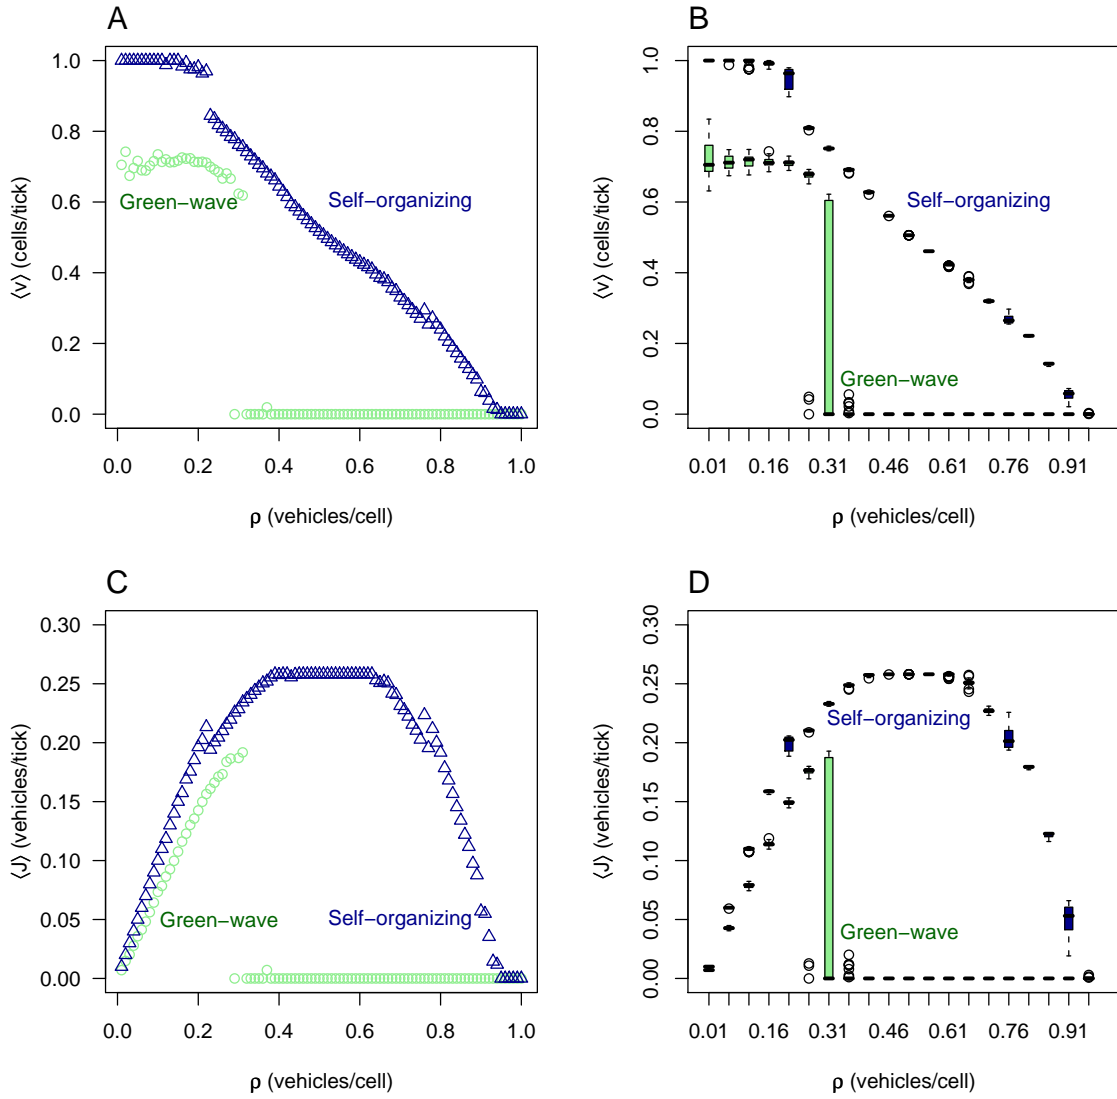 A
1.0
0.8
0.6
0.4
0.2
0.0
⟨v⟩ (cells/tick)
Green−wave
Self−organizing
0.0 0.2 0.4 0.6 0.8 1.0
ρ (vehicles/cell)
B
1.0
0.8
0.6
0.4
0.2
0.0
⟨v⟩ (cells/tick)
Self−organizing
Green−wave
0.01 0.16 0.31 0.46 0.61 0.76 0.91
ρ (vehicles/cell)
C
0.30
0.25
0.20
0.15
0.10
0.05
0.00
⟨J⟩ (vehicles/tick)
Green−wave
Self−organizing
0.0 0.2 0.4 0.6 0.8 1.0
ρ (vehicles/cell)
D
0.30
0.25
0.20
0.15
0.10
0.05
0.00
⟨J⟩ (vehicles/tick)
Self−organizing
Green−wave
0.01 0.16 0.31 0.46 0.61 0.76 0.91
ρ (vehicles/cell)